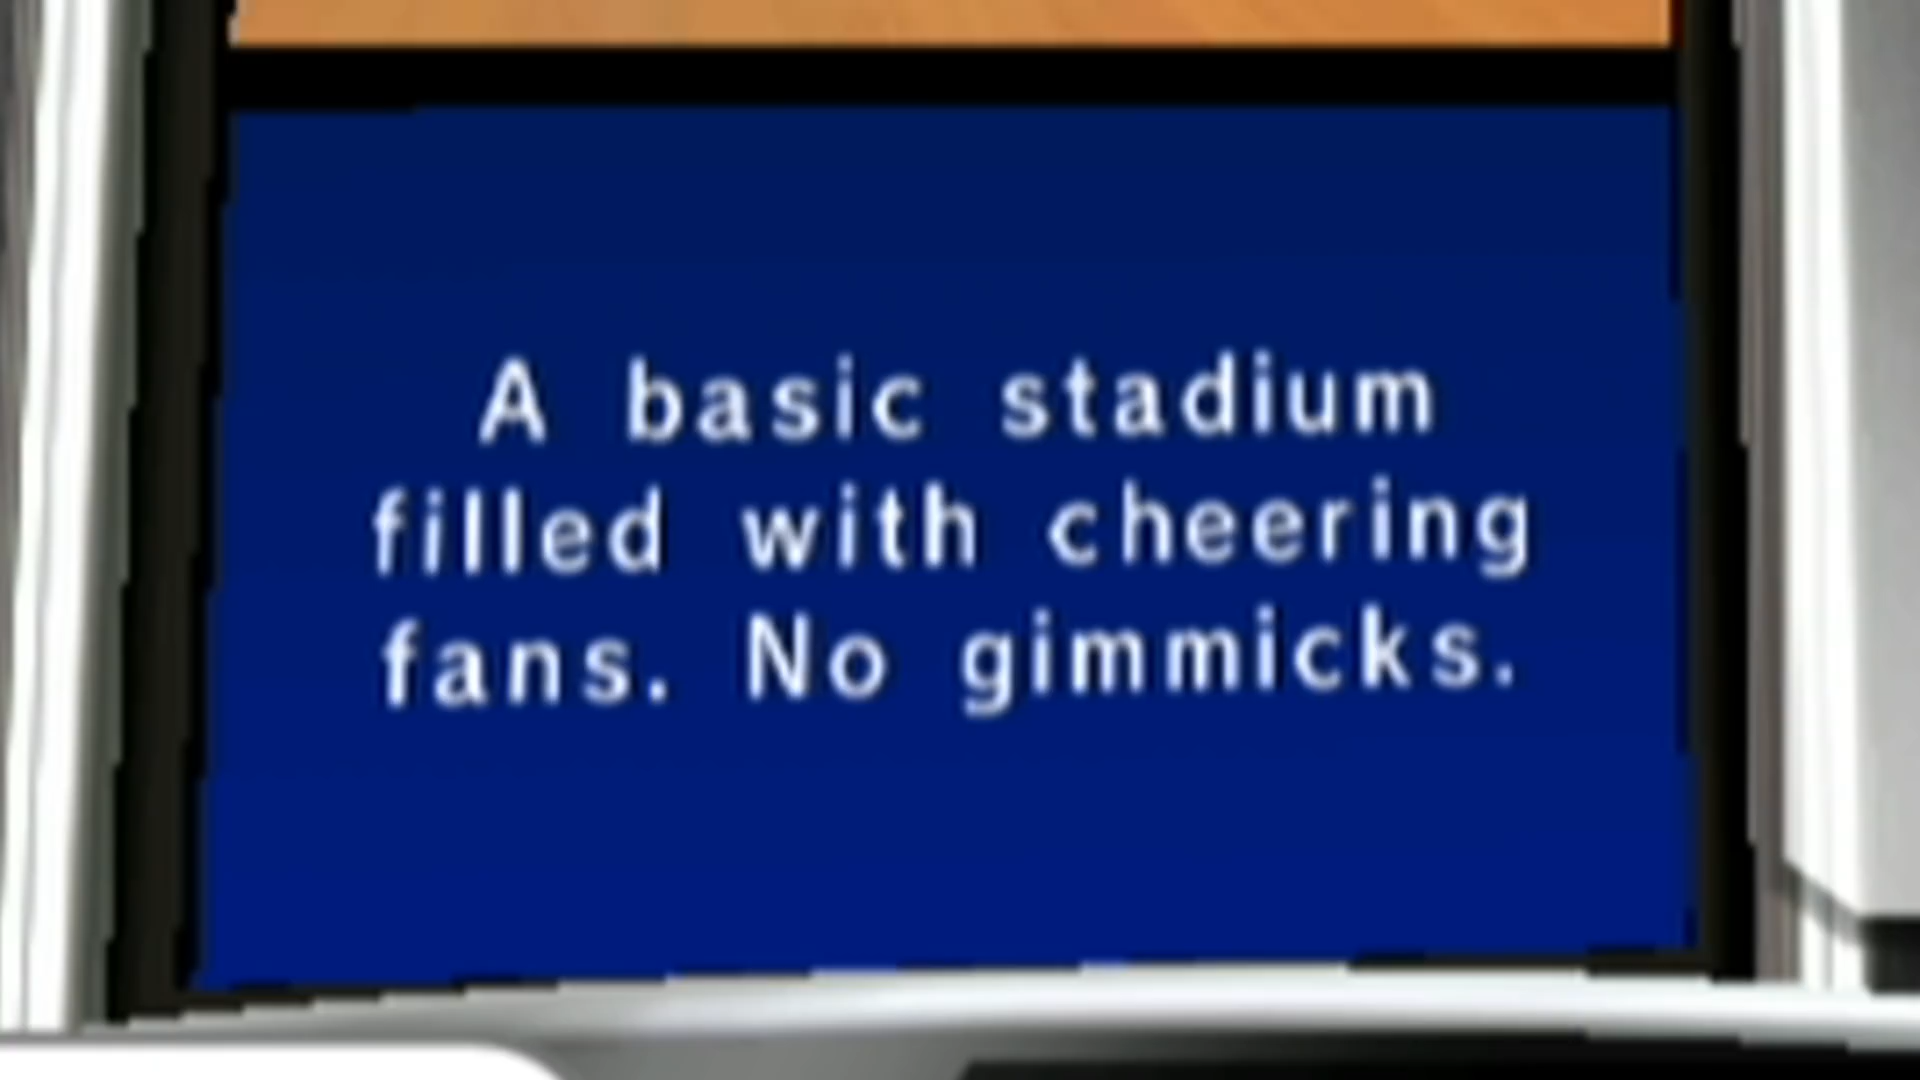 A basic stadium
filled with cheering
fans. No gimmicks.